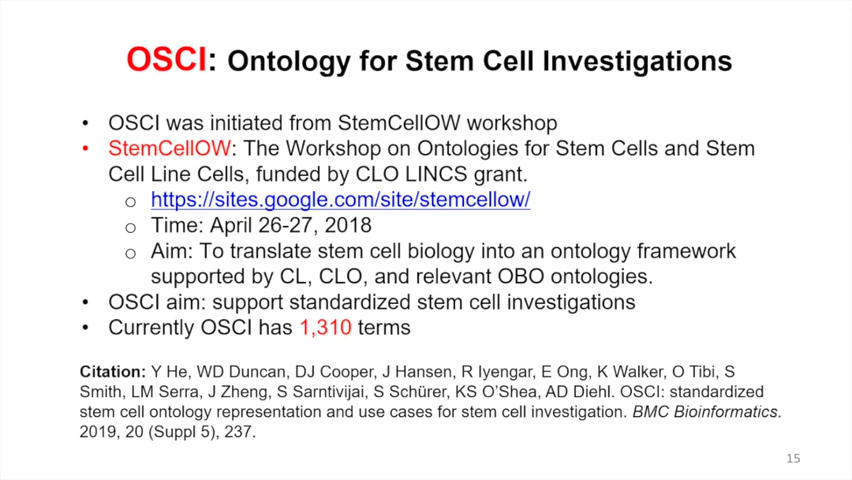 OSCI: Ontology for Stem Cell Investigations
• OSCI was initiated from StemCellOW workshop
• StemCellOW: The Workshop on Ontologies for Stem Cells and Stem
Cell Line Cells, funded by CLO LINCS grant.
o https://sites.google.com/site/stemcellow/
o Time: April 26-27, 2018
o Aim: To translate stem cell biology into an ontology framework
supported by CL, CLO, and relevant OBO ontologies.
• OSCI aim: support standardized stem cell investigations
• Currently OSCI has 1,310 terms
Citation: Y He, WD Duncan, DJ Cooper, J Hansen, R Iyengar, E Ong, K Walker, O Tibi, S
Smith, LM Serra, J Zheng, S Sarntivijai, S Schürer, KS O’Shea, AD Diehl. OSCI: standardized
stem cell ontology representation and use cases for stem cell investigation. BMC Bioinformatics.
2019, 20 (Suppl 5), 237.
15